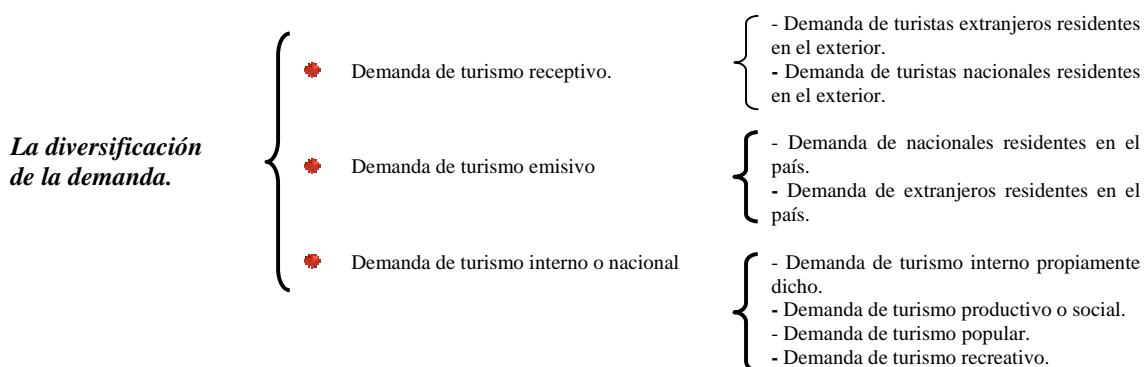 La diversificación
de la demanda.
Demanda de turismo receptivo.
- Demanda de turistas extranjeros residentes
en el exterior.
- Demanda de turistas nacionales residentes
en el exterior.
Demanda de turismo emisivo
- Demanda de nacionales residentes en el
país.
- Demanda de extranjeros residentes en el
país.
Demanda de turismo interno o nacional
- Demanda de turismo interno propiamente
dicho.
- Demanda de turismo productivo o social.
- Demanda de turismo popular.
- Demanda de turismo recreativo.